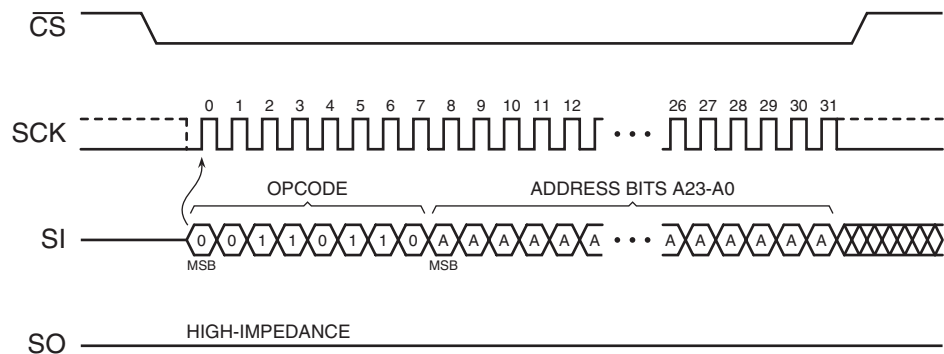 CS
0 1 2 3 4 5 6 7 8 9 10 11 12 26 27 28 29 30 31
SCK
OPCODE ADDRESS BITS A23-A0
SI 0 0 1 1 0 1 1 0 A A A A A A A A A A A A
MSB MSB
HIGH-IMPEDANCE
SO